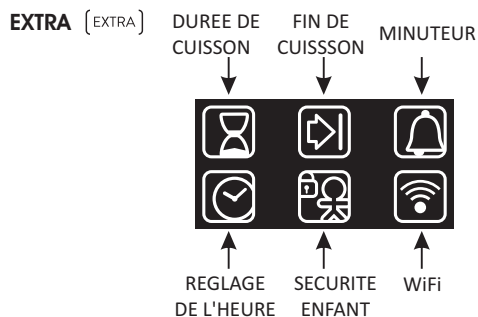 EXTRA [EXTRA]
DUREE DE
CUISSON
FIN DE
CUISSSON
MINUTEUR
REGLAGE
DE L'HEURE
SECURITE
ENFANT
WiFi